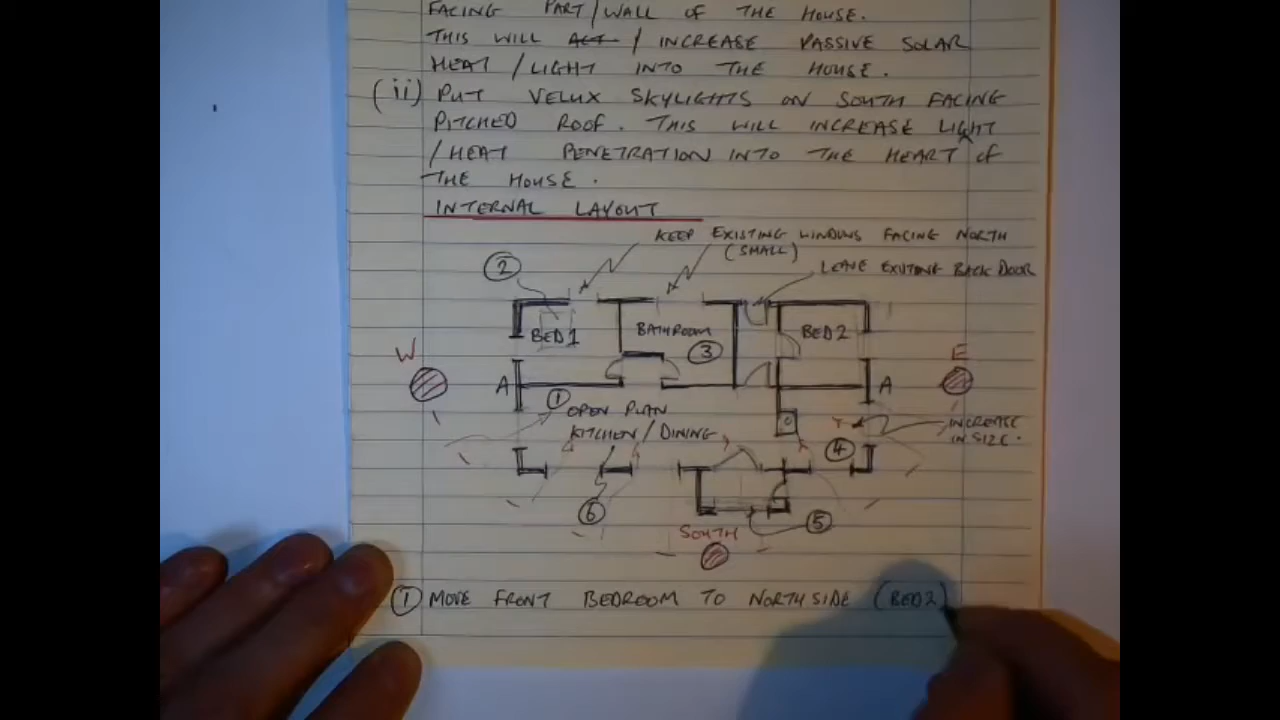 FACING PART/WALL OF THE HOUSE.
THIS WILL / INCREASE PASSIVE SOLAR
HEAT/LIGHT INTO THE HOUSE.
(ii) PUT VELUX SKYLIGHTS ON SOUTH FACING
PITCHED ROOF. THIS WILL INCREASE LIGHT
/HEAT PENETRATION INTO THE HEART OF
THE HOUSE.
INTERNAL LAYOUT
KEEP EXISTING WINDOWS FACING NORTH
(SMALL)
LEAVE EXISTING BACK DOOR
2
BED 1
BATHROOM
3
BED 2
W
E
A
A
1
OPEN PLAN
KITCHEN/DINING
INCREASE
IN SIZE.
4
6
5
SOUTH
1 MOVE FRONT BEDROOM TO NORTH SIDE (BED 2)